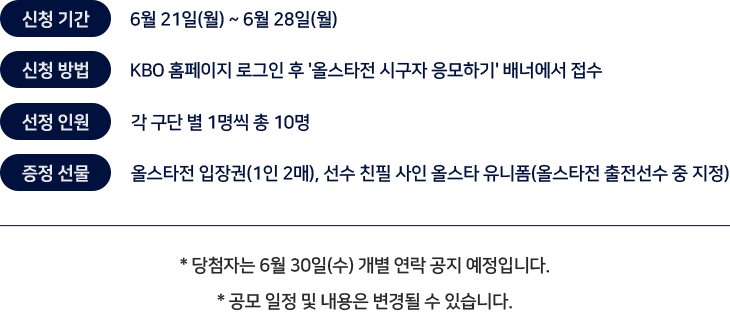 신청 기간 6월 21일(월) ~ 6월 28일(월)
신청 방법 KBO 홈페이지 로그인 후 '올스타전 시구자 응모하기' 배너에서 접수
선정 인원 각 구단 별 1명씩 총 10명
증정 선물 올스타전 입장권(1인 2매), 선수 친필 사인 올스타 유니폼(올스타전 출전선수 중 지정)
* 당첨자는 6월 30일(수) 개별 연락 공지 예정입니다.
* 공모 일정 및 내용은 변경될 수 있습니다.